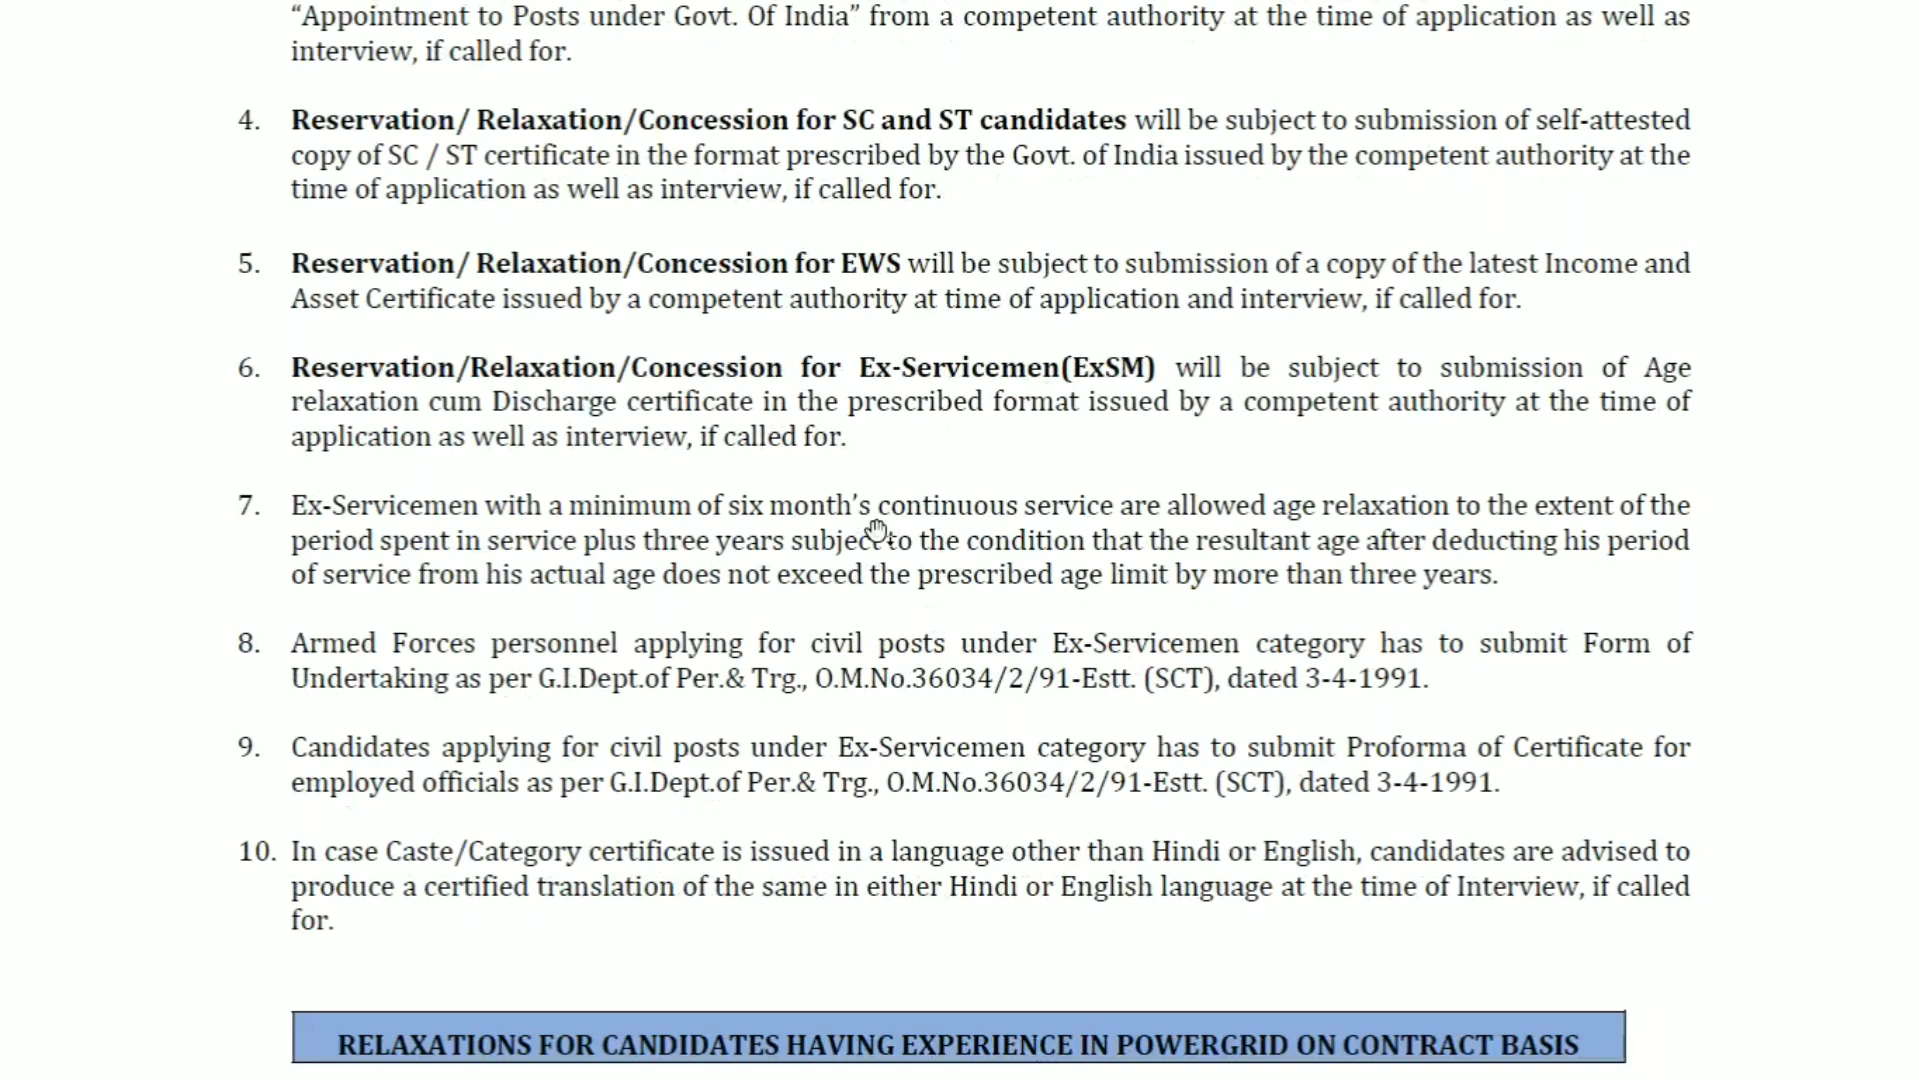 “Appointment to Posts under Govt. Of India” from a competent authority at the time of application as well as
interview, if called for.
4. Reservation/ Relaxation/Concession for SC and ST candidates will be subject to submission of self-attested
copy of SC / ST certificate in the format prescribed by the Govt. of India issued by the competent authority at the
time of application as well as interview, if called for.
5. Reservation/ Relaxation/Concession for EWS will be subject to submission of a copy of the latest Income and
Asset Certificate issued by a competent authority at time of application and interview, if called for.
6. Reservation/Relaxation/Concession for Ex-Servicemen(ExSM) will be subject to submission of Age
relaxation cum Discharge certificate in the prescribed format issued by a competent authority at the time of
application as well as interview, if called for.
7. Ex-Servicemen with a minimum of six month’s continuous service are allowed age relaxation to the extent of the
period spent in service plus three years subject to the condition that the resultant age after deducting his period
of service from his actual age does not exceed the prescribed age limit by more than three years.
8. Armed Forces personnel applying for civil posts under Ex-Servicemen category has to submit Form of
Undertaking as per G.I.Dept.of Per.& Trg., O.M.No.36034/2/91-Estt. (SCT), dated 3-4-1991.
9. Candidates applying for civil posts under Ex-Servicemen category has to submit Proforma of Certificate for
employed officials as per G.I.Dept.of Per.& Trg., O.M.No.36034/2/91-Estt. (SCT), dated 3-4-1991.
10. In case Caste/Category certificate is issued in a language other than Hindi or English, candidates are advised to
produce a certified translation of the same in either Hindi or English language at the time of Interview, if called
for.
RELAXATIONS FOR CANDIDATES HAVING EXPERIENCE IN POWERGRID ON CONTRACT BASIS